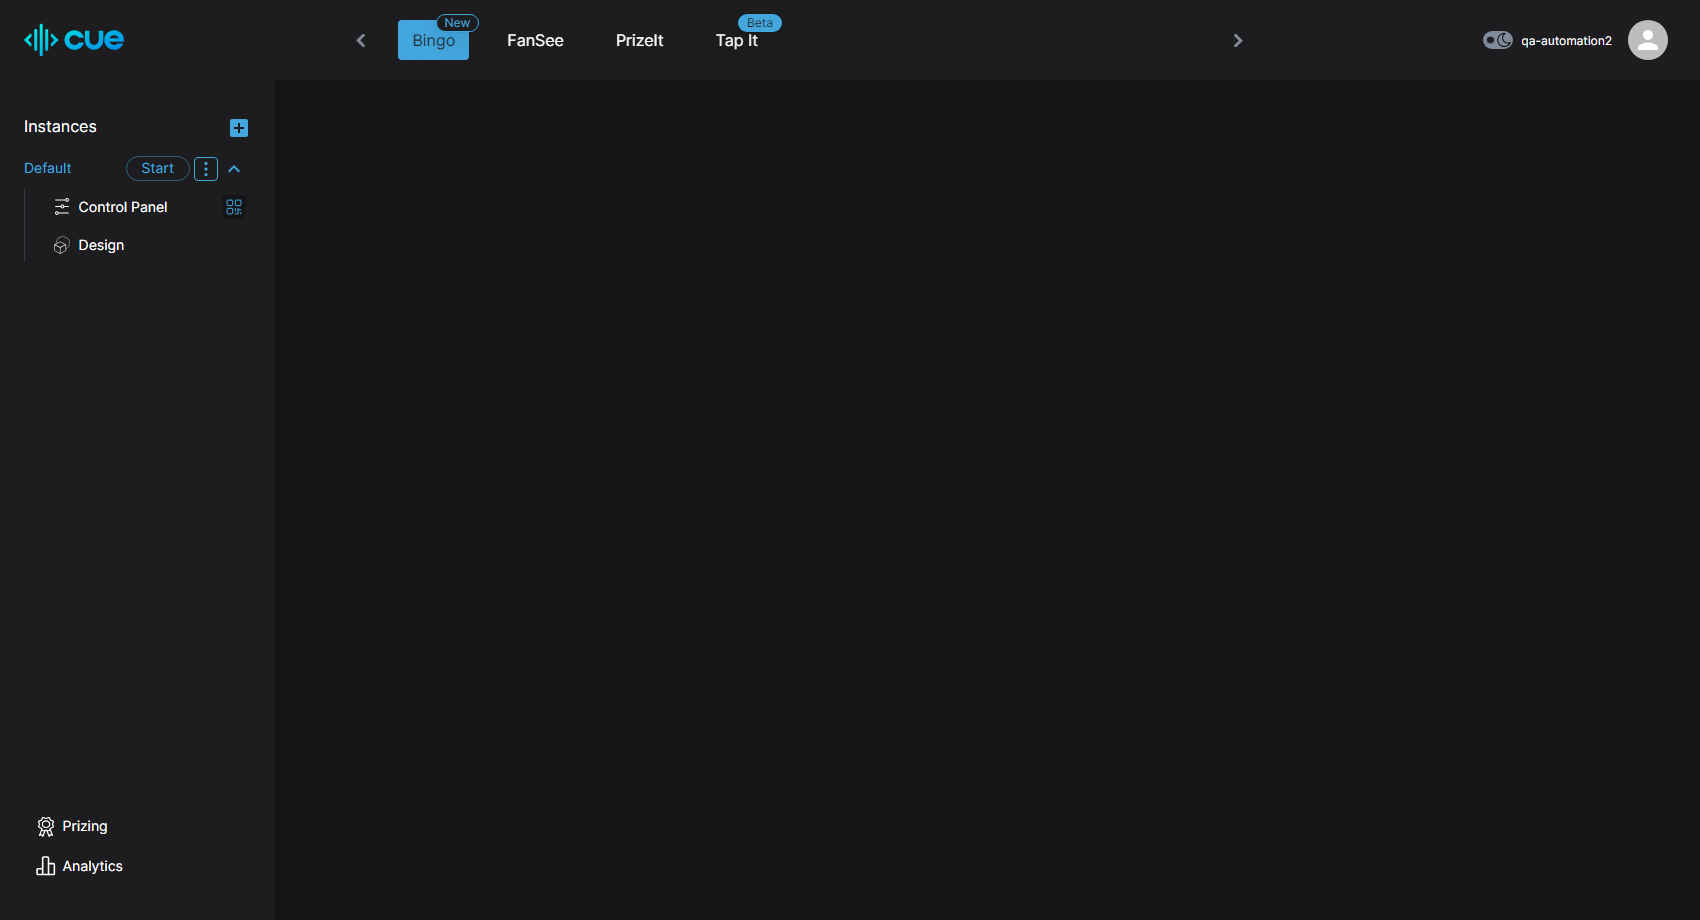 cue
New
Bingo
FanSee
PrizeIt
Beta
Tap It
qa-automation2
Instances
Default
Start
Control Panel
Design
Prizing
Analytics